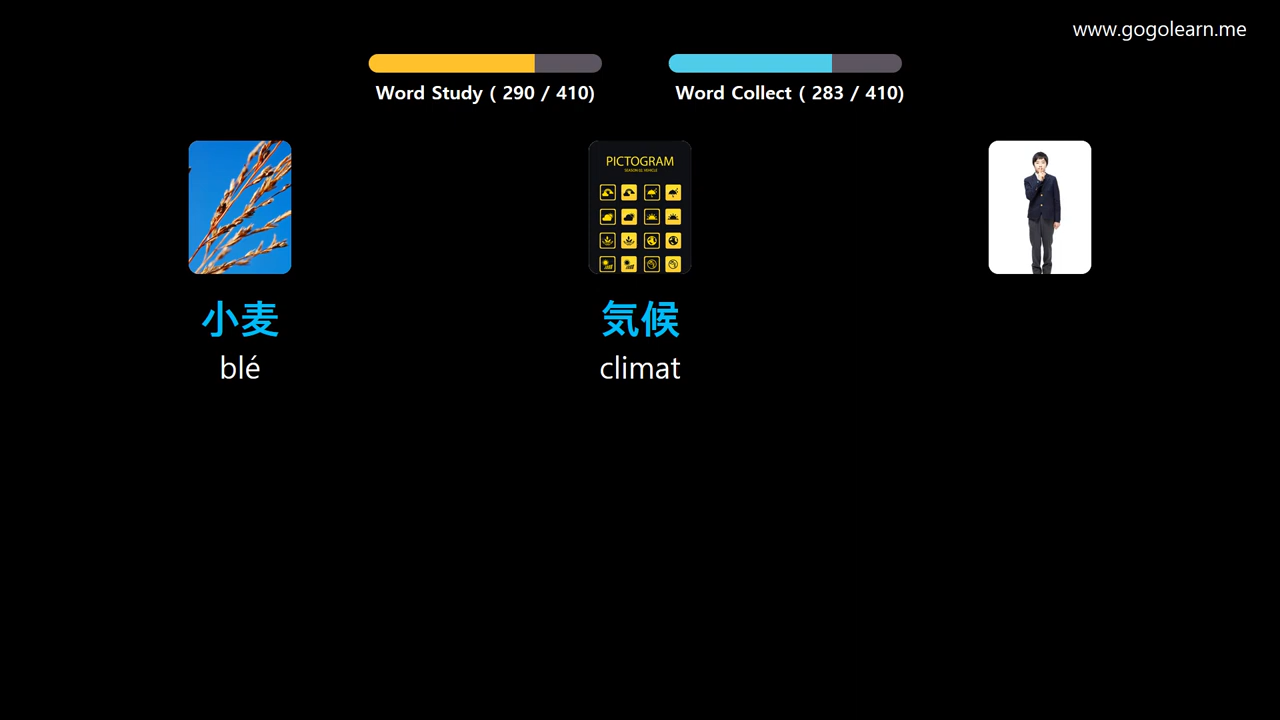 www.gogolearn.me
Word Study ( 290 / 410)
Word Collect ( 283 / 410)
PICTOGRAM
小麦
気候
blé
climat